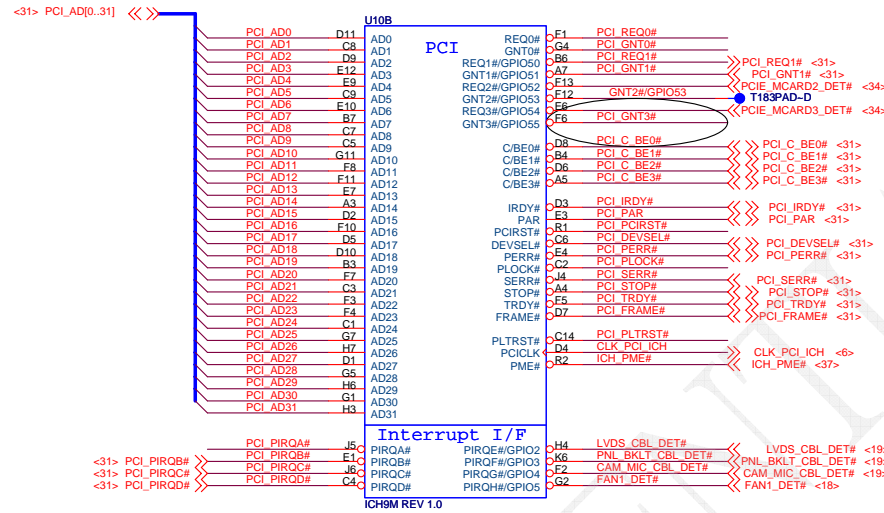 <31> PCI_AD[0..31]
U10B
PCI
PCI_AD0 D11 AD0
PCI_AD1 C8 AD1
PCI_AD2 D9 AD2
PCI_AD3 E12 AD3
PCI_AD4 E9 AD4
PCI_AD5 C9 AD5
PCI_AD6 E10 AD6
PCI_AD7 B7 AD7
PCI_AD8 C7 AD8
PCI_AD9 C5 AD9
PCI_AD10 G11 AD10
PCI_AD11 F8 AD11
PCI_AD12 F11 AD12
PCI_AD13 E7 AD13
PCI_AD14 A3 AD14
PCI_AD15 D2 AD15
PCI_AD16 F10 AD16
PCI_AD17 D5 AD17
PCI_AD18 D10 AD18
PCI_AD19 B3 AD19
PCI_AD20 F7 AD20
PCI_AD21 C3 AD21
PCI_AD22 F3 AD22
PCI_AD23 F4 AD23
PCI_AD24 C1 AD24
PCI_AD25 G7 AD25
PCI_AD26 H7 AD26
PCI_AD27 D1 AD27
PCI_AD28 G5 AD28
PCI_AD29 H6 AD29
PCI_AD30 G1 AD30
PCI_AD31 H3 AD31
REQ0# F1 PCI_REQ0#
GNT0# G4 PCI_GNT0#
REQ1#/GPIO50 B6 PCI_REQ1# PCI_REQ1# <31>
GNT1#/GPIO51 A7 PCI_GNT1# PCI_GNT1# <31>
REQ2#/GPIO52 F13 PCIE_MCARD2_DET# <34>
GNT2#/GPIO53 F12 GNT2#/GPIO53 T183PAD~D
REQ3#/GPIO54 E6 PCIE_MCARD3_DET# <34>
GNT3#/GPIO55 F6 PCI_GNT3#
C/BE0# D8 PCI_C_BE0# PCI_C_BE0# <31>
C/BE1# B4 PCI_C_BE1# PCI_C_BE1# <31>
C/BE2# D6 PCI_C_BE2# PCI_C_BE2# <31>
C/BE3# A5 PCI_C_BE3# PCI_C_BE3# <31>
IRDY# D3 PCI_IRDY# PCI_IRDY# <31>
PAR E3 PCI_PAR PCI_PAR <31>
PCIRST# R1 PCI_PCIRST#
DEVSEL# C6 PCI_DEVSEL# PCI_DEVSEL# <31>
PERR# E4 PCI_PERR# PCI_PERR# <31>
PLOCK# C2 PCI_PLOCK#
SERR# J4 PCI_SERR# PCI_SERR# <31>
STOP# A4 PCI_STOP# PCI_STOP# <31>
TRDY# F5 PCI_TRDY# PCI_TRDY# <31>
FRAME# D7 PCI_FRAME# PCI_FRAME# <31>
PLTRST# C14 PCI_PLTRST#
PCICLK D4 CLK_PCI_ICH CLK_PCI_ICH <6>
PME# R2 ICH_PME# ICH_PME# <37>
Interrupt I/F
PCI_PIRQA# J5 PIRQA# PIRQE#/GPIO2 H4 LVDS_CBL_DET# LVDS_CBL_DET# <19>
<31> PCI_PIRQB# PCI_PIRQB# E1 PIRQB# PIRQF#/GPIO3 K6 PNL_BKLT_CBL_DET# PNL_BKLT_CBL_DET# <19
<31> PCI_PIRQC# PCI_PIRQC# J6 PIRQC# PIRQG#/GPIO4 F2 CAM_MIC_CBL_DET# CAM_MIC_CBL_DET# <19>
<31> PCI_PIRQD# PCI_PIRQD# C4 PIRQD# PIRQH#/GPIO5 G2 FAN1_DET# FAN1_DET# <18>
ICH9M REV 1.0